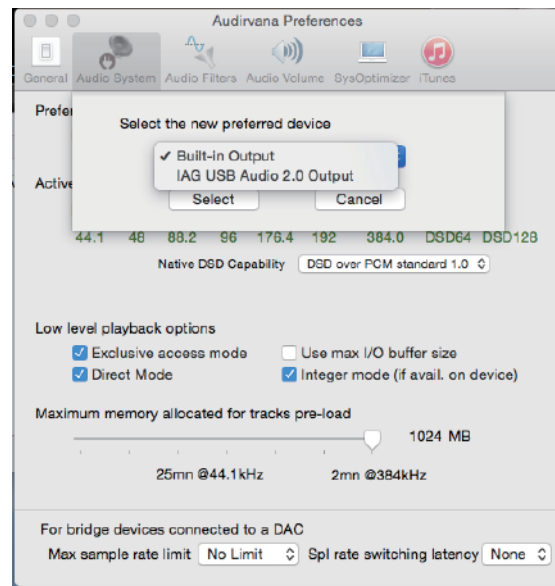 Audirvana Preferences
General Audio System Audio Filters Audio Volume SysOptimizer iTunes
Prefe
Select the new preferred device
✓ Built-in Output
IAG USB Audio 2.0 Output
Active
Select Cancel
44.1 48 88.2 96 176.4 192 384.0 DSD64 DSD128
Native DSD Capability DSD over PCM standard 1.0
Low level playback options
Exclusive access mode Use max I/O buffer size
Direct Mode Integer mode (if avail. on device)
Maximum memory allocated for tracks pre-load
1024 MB
25mn @44.1kHz 2mn @384kHz
For bridge devices connected to a DAC
Max sample rate limit No Limit Spl rate switching latency None